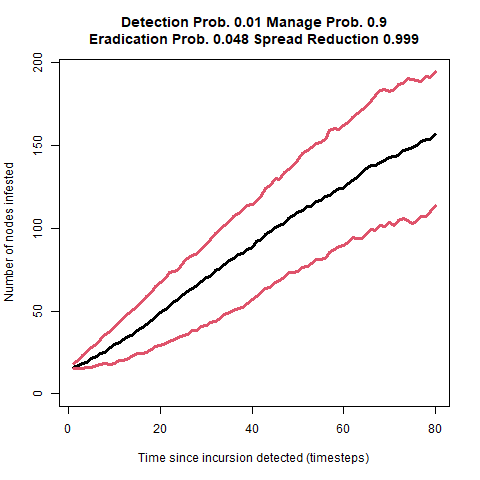 Detection Prob. 0.01 Manage Prob. 0.9
Eradication Prob. 0.048 Spread Reduction 0.999
Number of nodes infested
200
150
100
50
0
0 20 40 60 80
Time since incursion detected (timesteps)